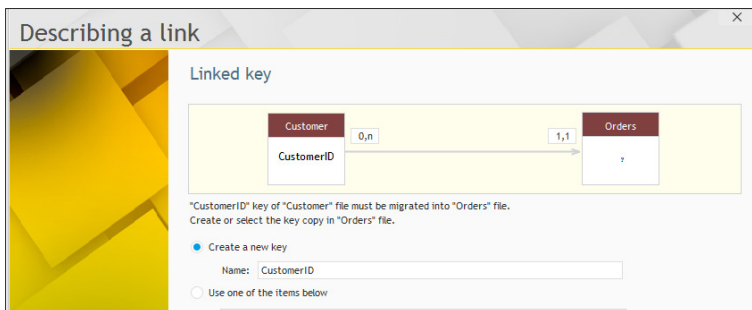 Describing a link
Linked key
Customer
0,n
1,1
Orders
CustomerID
?
"CustomerID" key of "Customer" file must be migrated into "Orders" file.
Create or select the key copy in "Orders" file.
Create a new key
Name: CustomerID
Use one of the items below